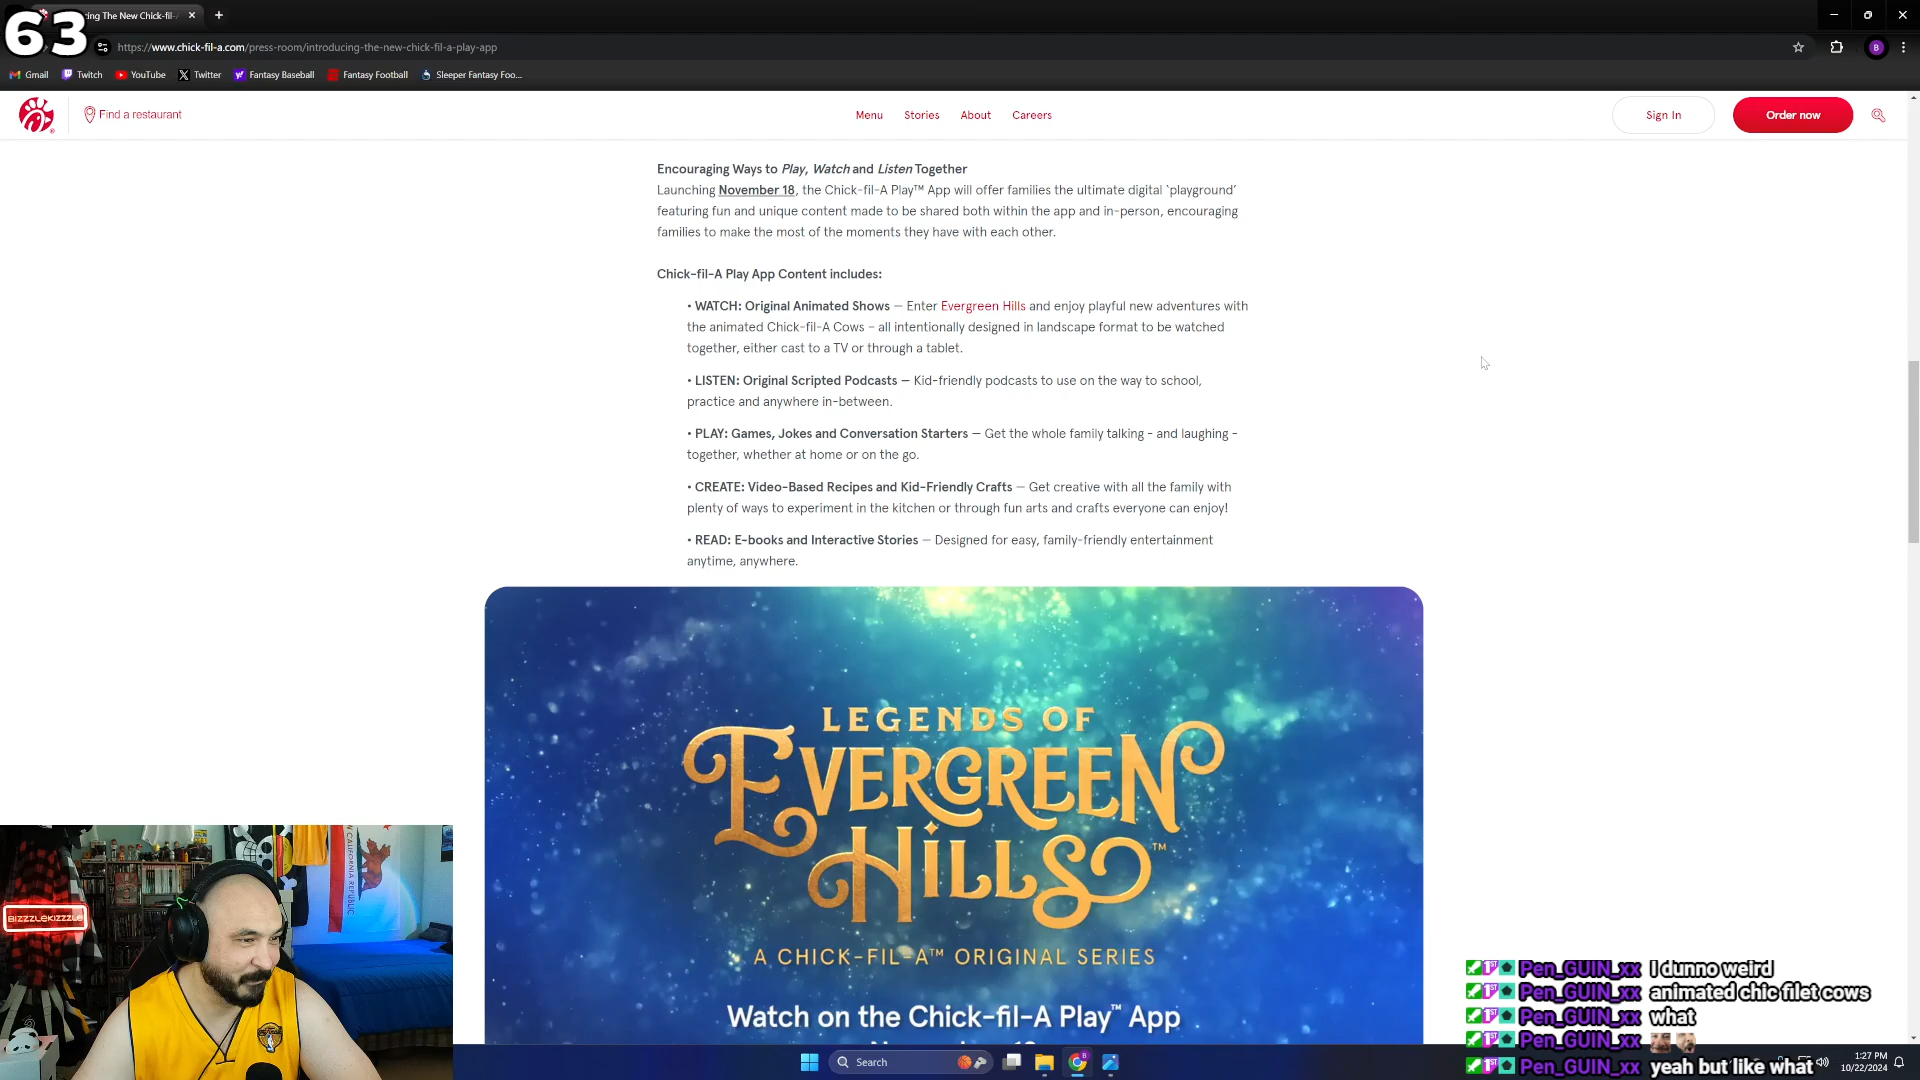 63
ing The New Chick-fil-
https://www.chick-fil-a.com/press-room/introducing-the-new-chick-fil-a-play-app
B
Gmail
Twitch
YouTube
Twitter
Fantasy Baseball
Fantasy Football
Sleeper Fantasy Foo...
Find a restaurant
Menu
Stories
About
Careers
Sign In
Order now
Encouraging Ways to Play, Watch and Listen Together
Launching November 18, the Chick-fil-A Play™ App will offer families the ultimate digital ‘playground’
featuring fun and unique content made to be shared both within the app and in-person, encouraging
families to make the most of the moments they have with each other.
Chick-fil-A Play App Content includes:
• WATCH: Original Animated Shows — Enter Evergreen Hills and enjoy playful new adventures with
the animated Chick-fil-A Cows – all intentionally designed in landscape format to be watched
together, either cast to a TV or through a tablet.
• LISTEN: Original Scripted Podcasts — Kid-friendly podcasts to use on the way to school,
practice and anywhere in-between.
• PLAY: Games, Jokes and Conversation Starters — Get the whole family talking - and laughing -
together, whether at home or on the go.
• CREATE: Video-Based Recipes and Kid-Friendly Crafts — Get creative with all the family with
plenty of ways to experiment in the kitchen or through fun arts and crafts everyone can enjoy!
• READ: E-books and Interactive Stories — Designed for easy, family-friendly entertainment
anytime, anywhere.
LEGENDS OF
EVERGREEN
HILLS™
A CHICK-FIL-A™ ORIGINAL SERIES
Watch on the Chick-fil-A Play™ App
BIZZZLEKIZZZLE
CALIFORNIA REPUBLIC
Pen_GUIN_xx I dunno weird
Pen_GUIN_xx animated chic filet cows
Pen_GUIN_xx what
Pen_GUIN_xx
Pen_GUIN_xx yeah but like what
Search
1:27 PM
10/22/2024